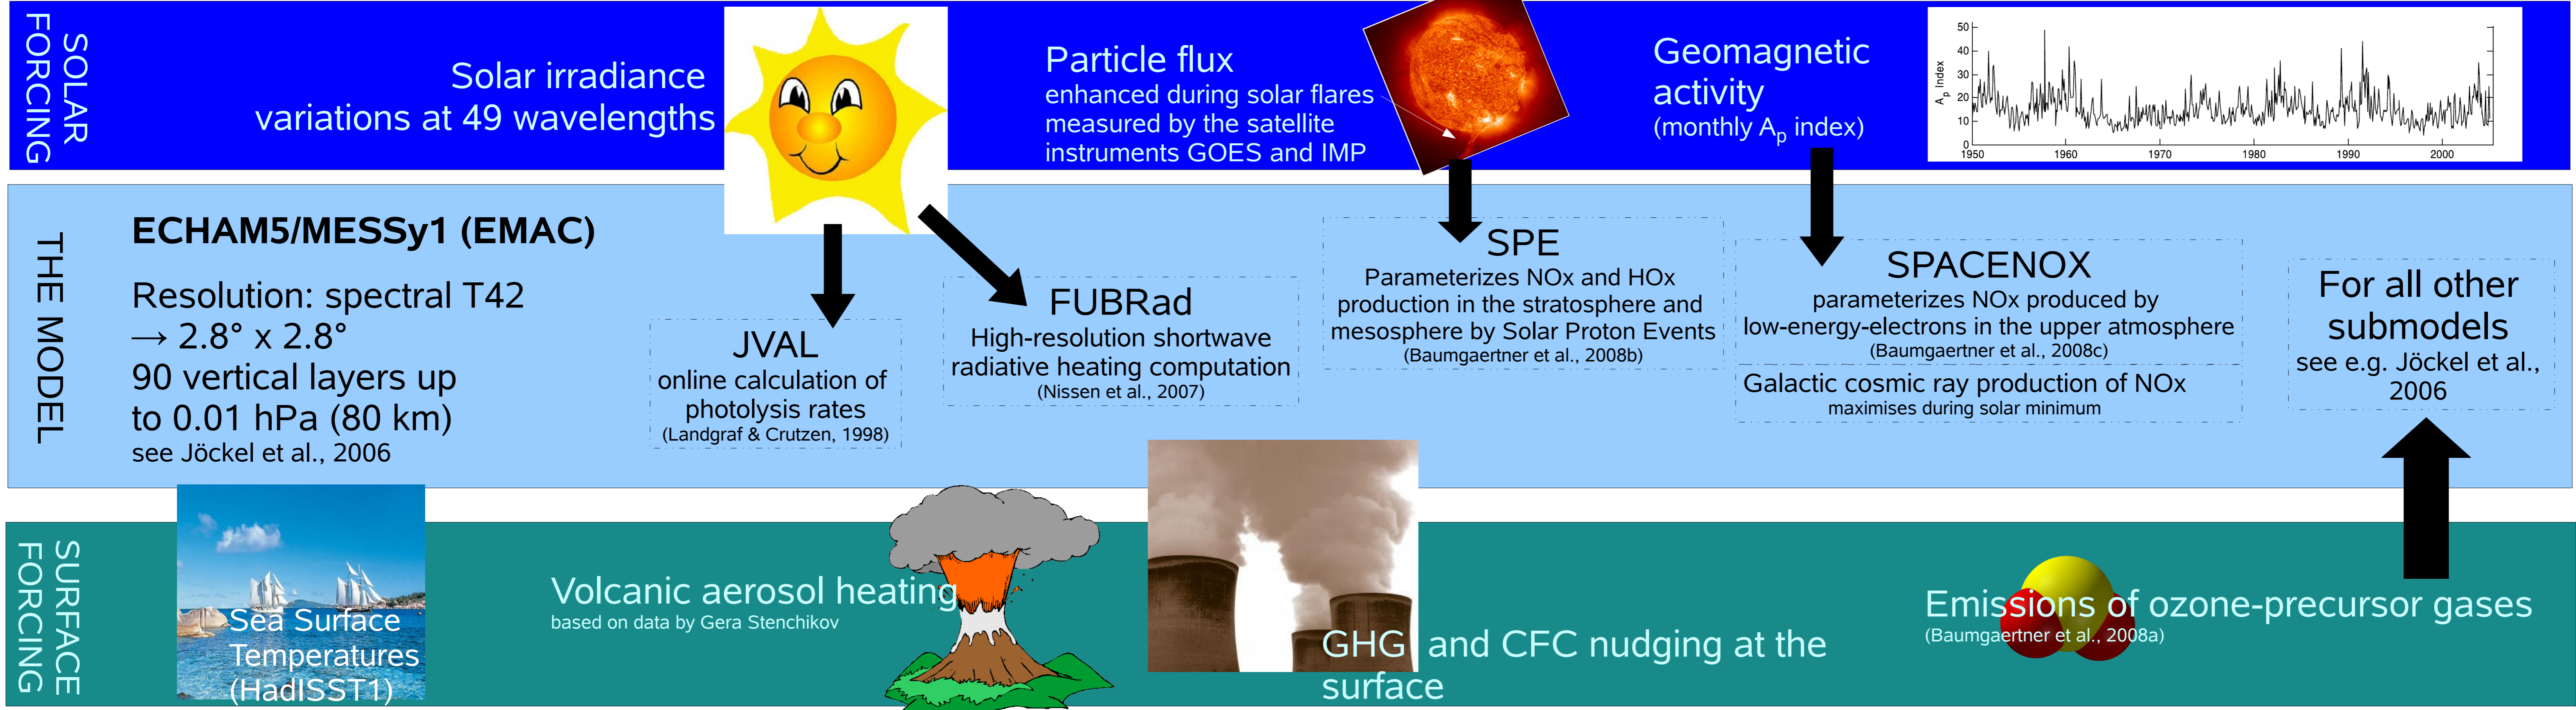 SOLAR
FORCING
Solar irradiance
variations at 49 wavelengths
Particle flux
enhanced during solar flares
measured by the satellite
instruments GOES and IMP
Geomagnetic
activity
(monthly Ap index)
Ap Index
50
40
30
20
10
0
1950
1960
1970
1980
1990
2000
THE MODEL
ECHAM5/MESSy1 (EMAC)
Resolution: spectral T42
→ 2.8° x 2.8°
90 vertical layers up
to 0.01 hPa (80 km)
see Jöckel et al., 2006
JVAL
online calculation of
photolysis rates
(Landgraf & Crutzen, 1998)
FUBRad
High-resolution shortwave
radiative heating computation
(Nissen et al., 2007)
SPE
Parameterizes NOx and HOx
production in the stratosphere and
mesosphere by Solar Proton Events
(Baumgaertner et al., 2008b)
SPACENOX
parameterizes NOx produced by
low-energy-electrons in the upper atmosphere
(Baumgaertner et al., 2008c)
Galactic cosmic ray production of NOx
maximises during solar minimum
For all other
submodels
see e.g. Jöckel et al.,
2006
SURFACE
FORCING
Sea Surface
Temperatures
(HadISST1)
Volcanic aerosol heating
based on data by Gera Stenchikov
GHG and CFC nudging at the
surface
Emissions of ozone-precursor gases
(Baumgaertner et al., 2008a)